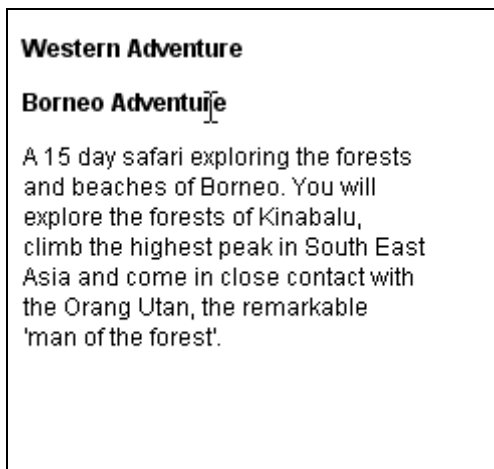 Western Adventure
Borneo Adventure
A 15 day safari exploring the forests
and beaches of Borneo. You will
explore the forests of Kinabalu,
climb the highest peak in South East
Asia and come in close contact with
the Orang Utan, the remarkable
'man of the forest'.